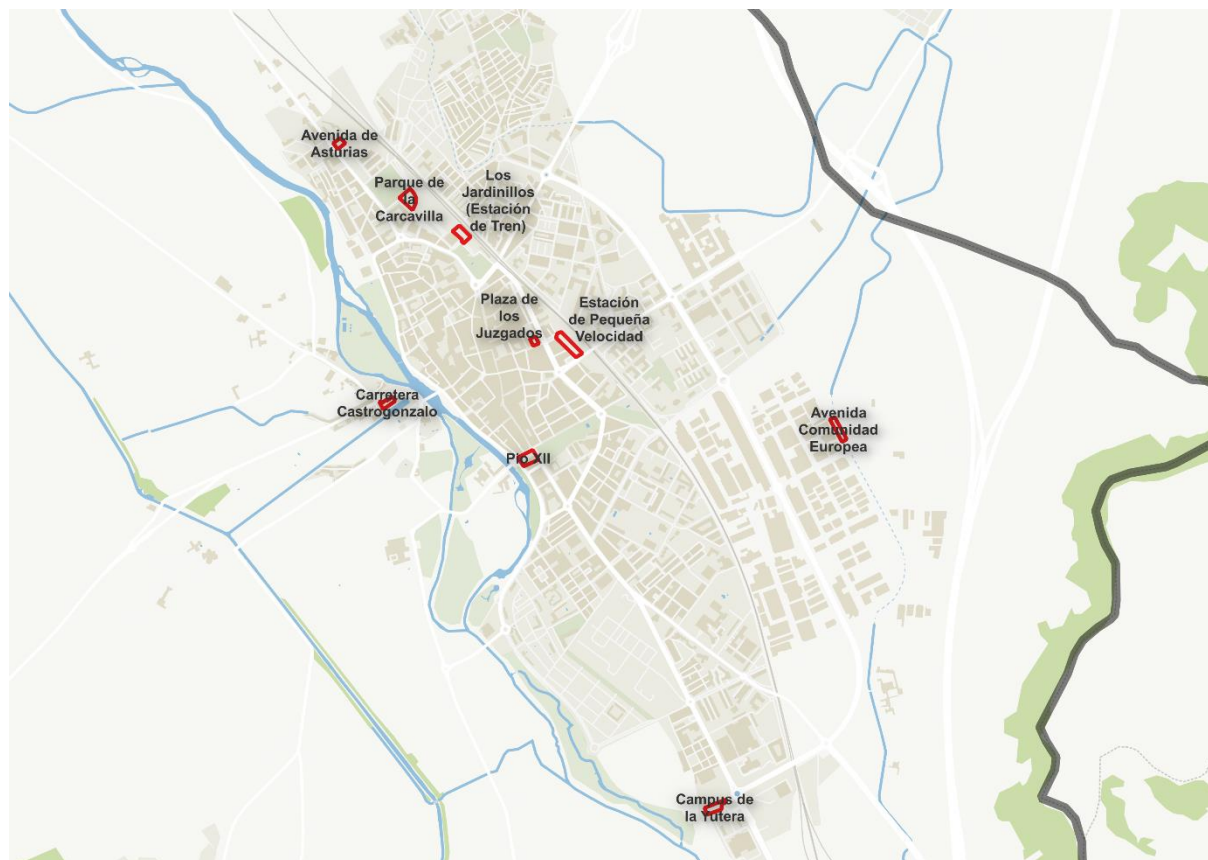 Avenida de
Asturias
Parque de
la
Carcavilla
Los
Jardinillos
(Estación
de Tren)
Plaza de
los
Juzgados
Estación
de Pequeña
Velocidad
Carretera
Castrogonzalo
Avenida
Comunidad
Europea
Pío XII
Campus de
la Yutera